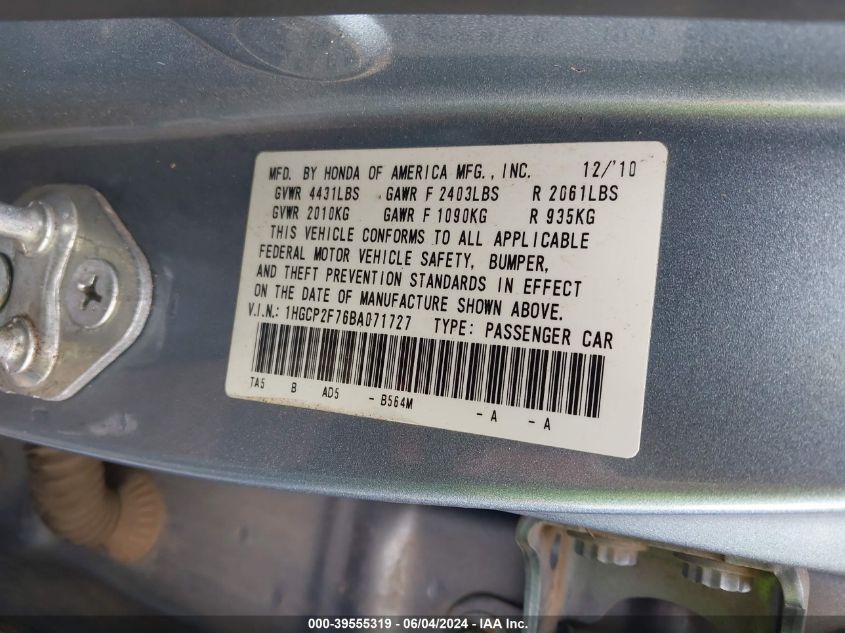 MFD. BY HONDA OF AMERICA MFG., INC. 12/'10
GVWR 4431LBS GAWR F 2403LBS R 2061LBS
GVWR 2010KG GAWR F 1090KG R 935KG
THIS VEHICLE CONFORMS TO ALL APPLICABLE
FEDERAL MOTOR VEHICLE SAFETY, BUMPER,
AND THEFT PREVENTION STANDARDS IN EFFECT
ON THE DATE OF MANUFACTURE SHOWN ABOVE.
V.I.N.: 1HGCP2F76BA071727 TYPE: PASSENGER CAR
TA5 B AD5 - B564M - A - A
000-39555319 / 06/04/2024 - IAA Inc.